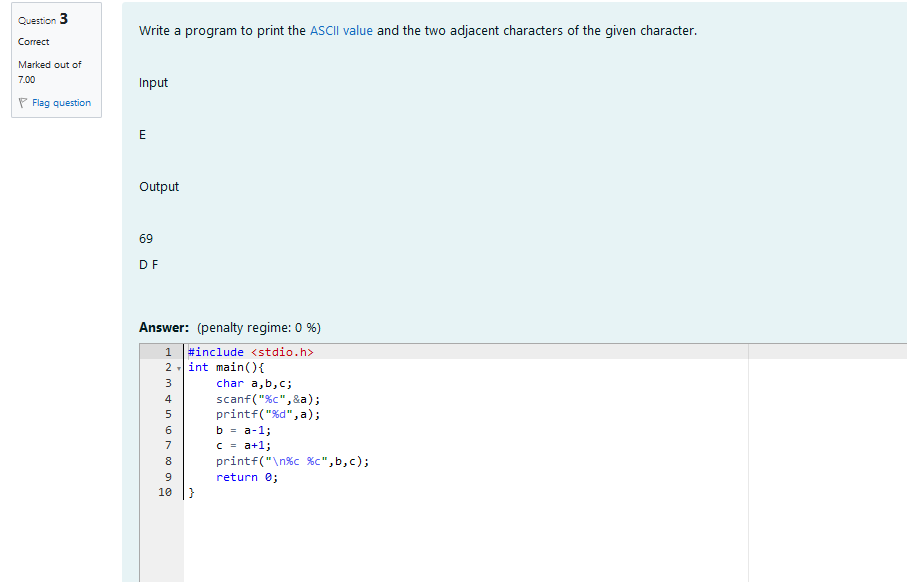 Question 3
Correct
Marked out of
7.00
Flag question
Write a program to print the ASCII value and the two adjacent characters of the given character.
Input
E
Output
69
D F
Answer: (penalty regime: 0 %)
1 #include <stdio.h>
2 int main(){
3     char a,b,c;
4     scanf("%c",&a);
5     printf("%d",a);
6     b = a-1;
7     c = a+1;
8     printf("\n%c %c",b,c);
9     return 0;
10 }